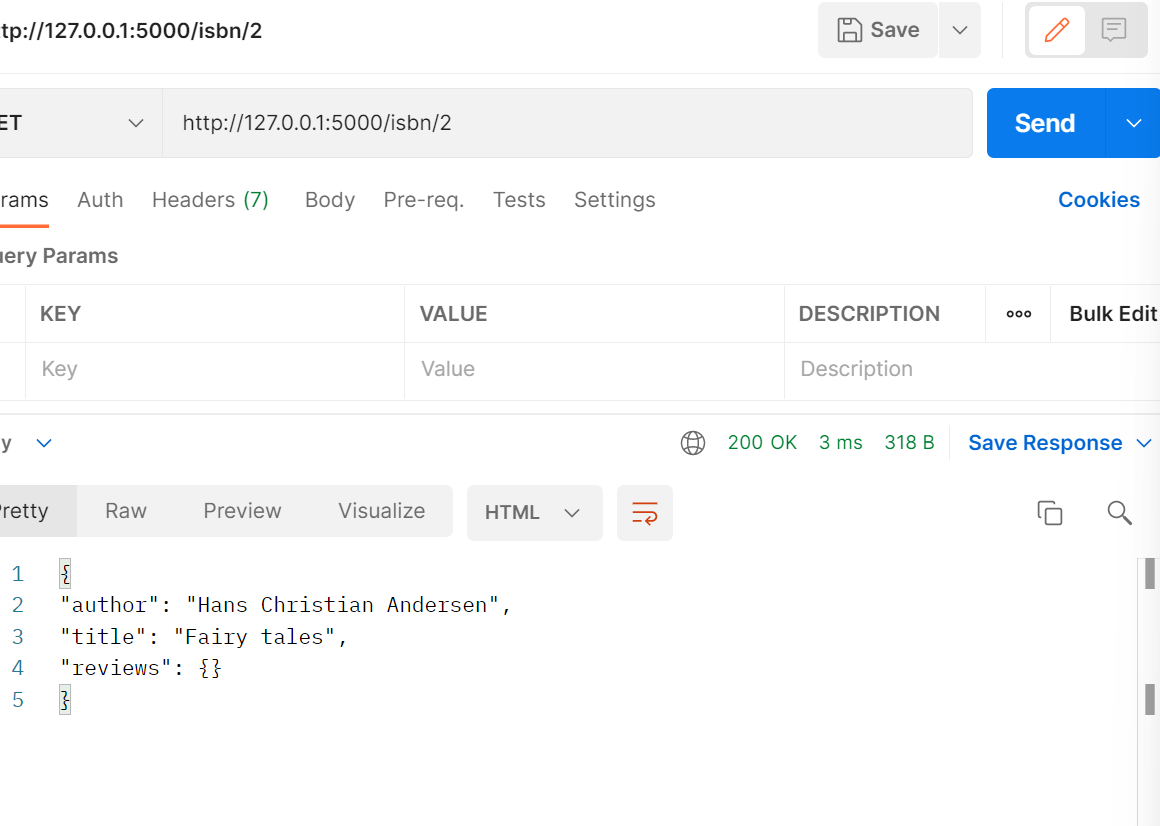 tp://127.0.0.1:5000/isbn/2 Save
ET http://127.0.0.1:5000/isbn/2 Send
rams Auth Headers (7) Body Pre-req. Tests Settings Cookies
uery Params
KEY VALUE DESCRIPTION ooo Bulk Edit
Key Value Description
y 200 OK 3 ms 318 B Save Response
Pretty Raw Preview Visualize HTML
1 {
2 "author": "Hans Christian Andersen",
3 "title": "Fairy tales",
4 "reviews": {}
5 }